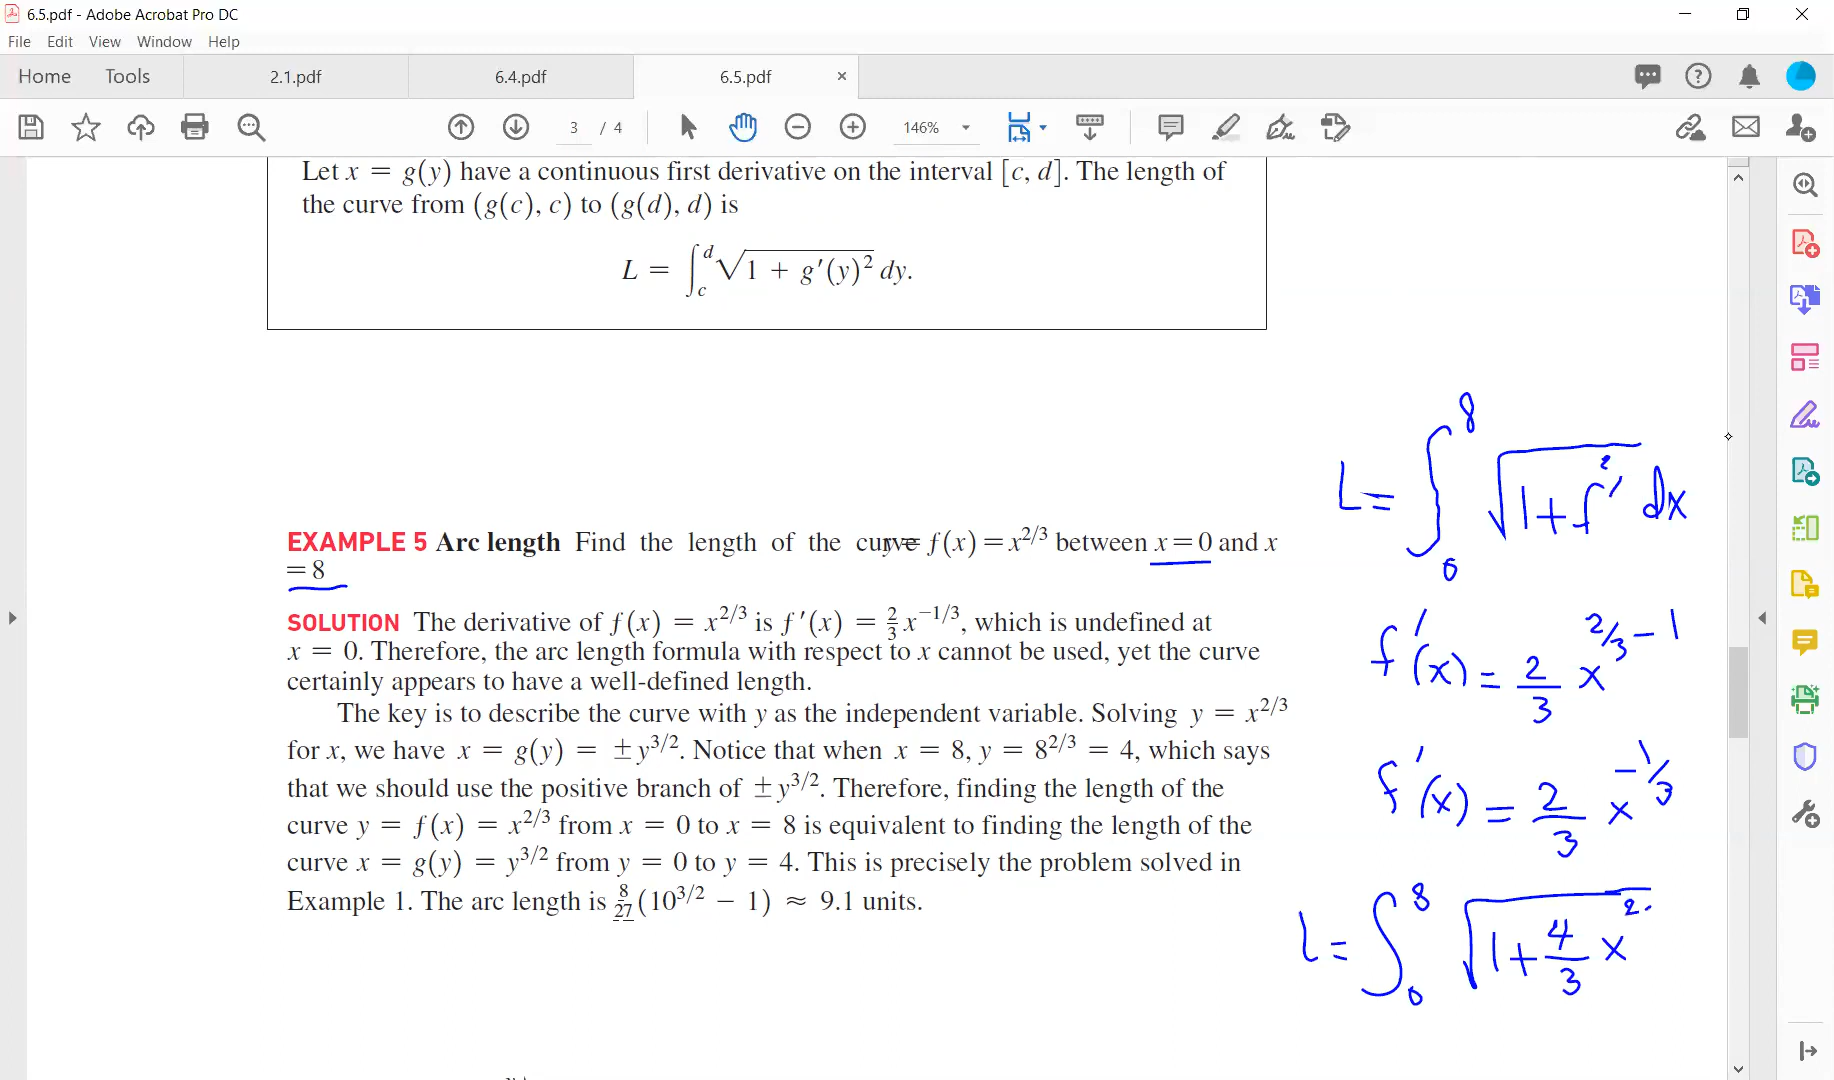 6.5.pdf - Adobe Acrobat Pro DC
File Edit View Window Help
Home Tools 2.1.pdf 6.4.pdf 6.5.pdf ×
3 / 4 146%
Let x = g(y) have a continuous first derivative on the interval [c, d]. The length of
the curve from (g(c), c) to (g(d), d) is
L = ∫_c^d √(1 + g′(y)²) dy.
EXAMPLE 5 Arc length Find the length of the curve y = f(x) = x^{2/3} between x = 0 and x
= 8
SOLUTION The derivative of f(x) = x^{2/3} is f′(x) = 2/3 x^{−1/3}, which is undefined at
x = 0. Therefore, the arc length formula with respect to x cannot be used, yet the curve
certainly appears to have a well-defined length.
The key is to describe the curve with y as the independent variable. Solving y = x^{2/3}
for x, we have x = g(y) = ±y^{3/2}. Notice that when x = 8, y = 8^{2/3} = 4, which says
that we should use the positive branch of ±y^{3/2}. Therefore, finding the length of the
curve y = f(x) = x^{2/3} from x = 0 to x = 8 is equivalent to finding the length of the
curve x = g(y) = y^{3/2} from y = 0 to y = 4. This is precisely the problem solved in
Example 1. The arc length is 8/27 (10^{3/2} − 1) ≈ 9.1 units.
L = ∫_0^8 √(1 + f′²) dx
f′(x) = 2/3 x^{2/3 − 1}
f′(x) = 2/3 x^{−1/3}
L = ∫_0^8 √(1 + 4/3 x^2